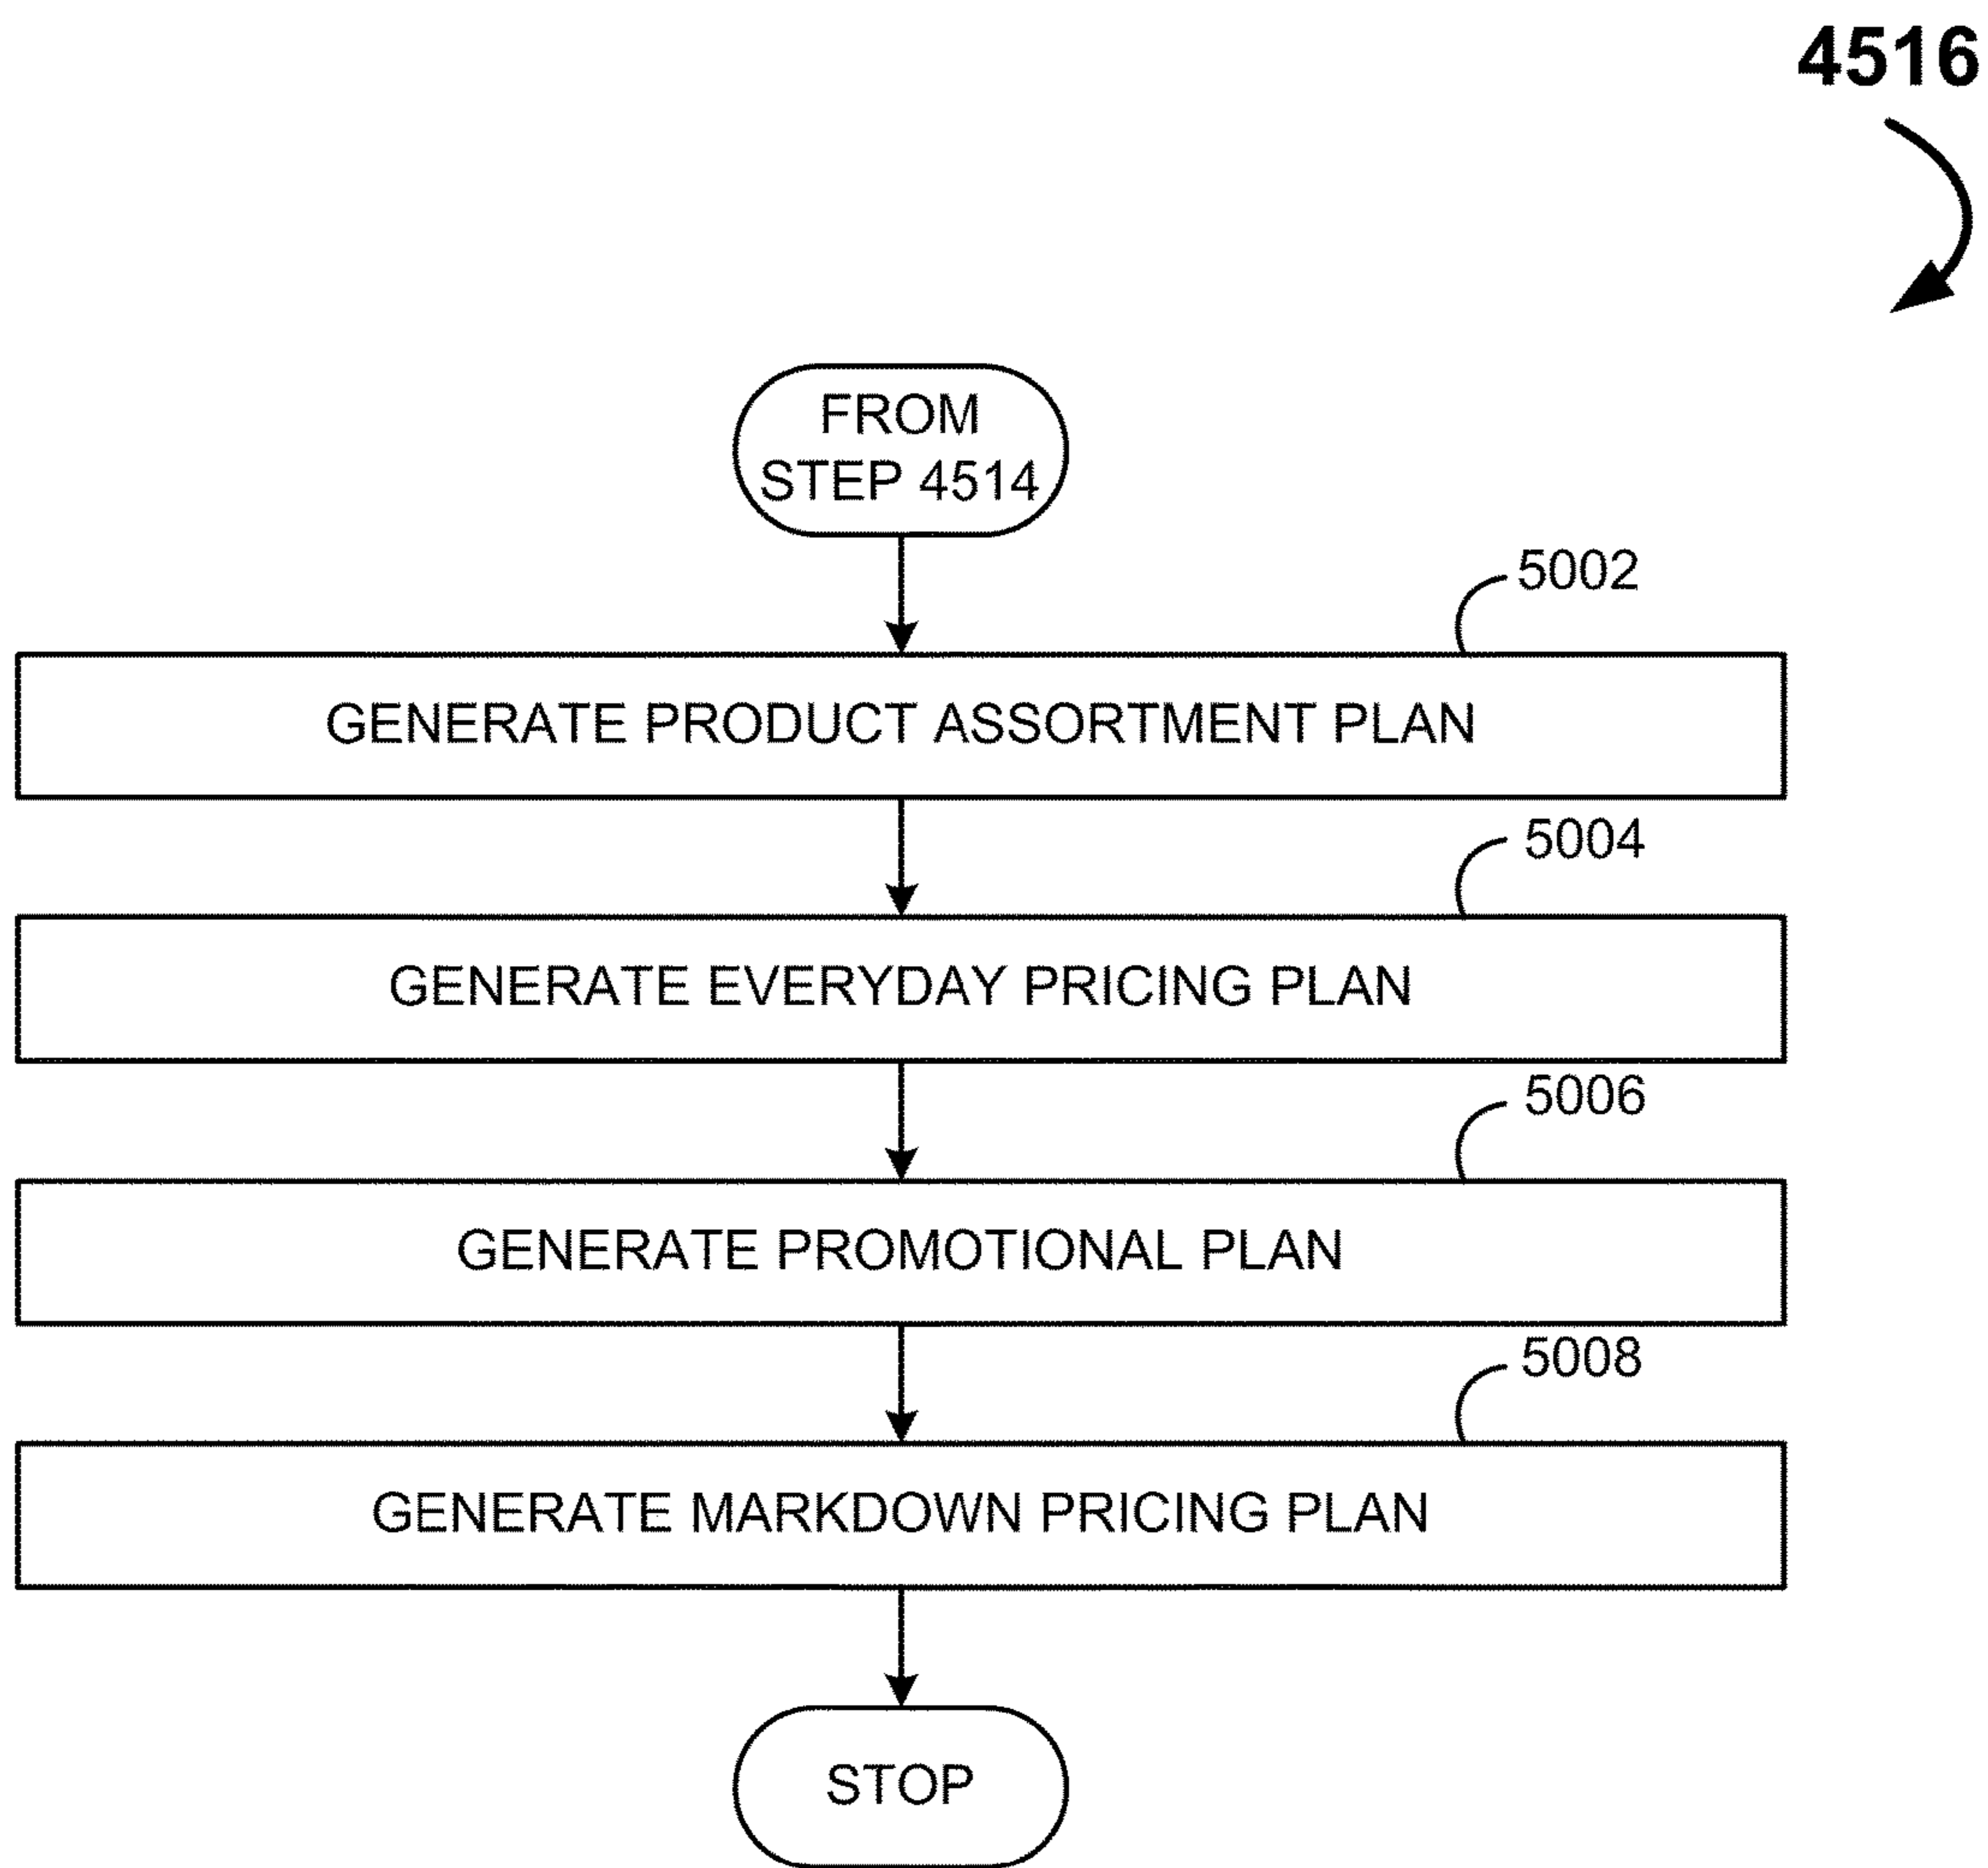 4516
FROM
STEP 4514
5002
GENERATE PRODUCT ASSORTMENT PLAN
5004
GENERATE EVERYDAY PRICING PLAN
5006
GENERATE PROMOTIONAL PLAN
5008
GENERATE MARKDOWN PRICING PLAN
STOP